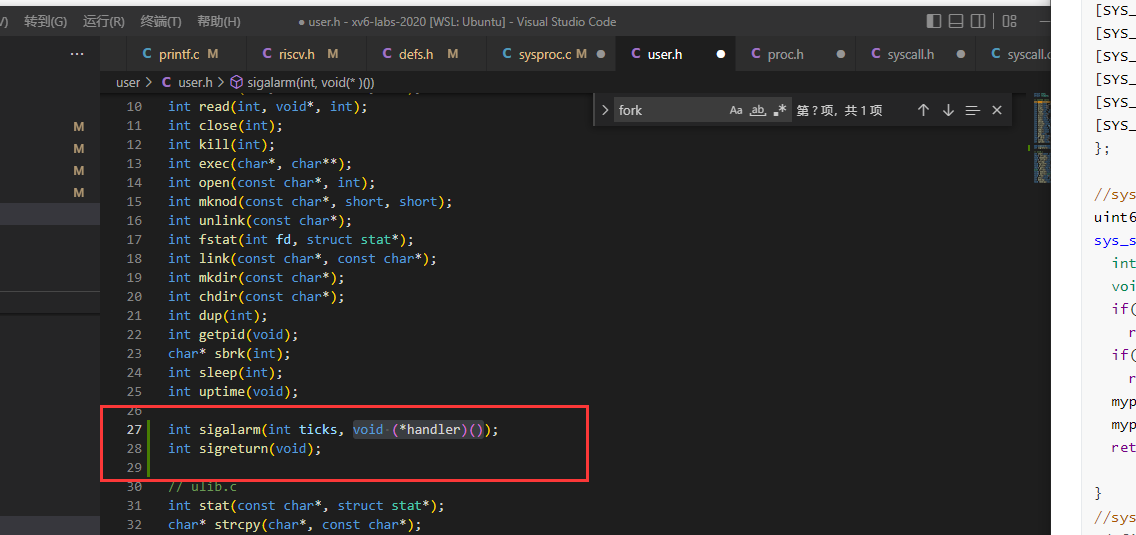 V) 转到(G) 运行(R) 终端(T) 帮助(H) ● user.h - xv6-labs-2020 [WSL: Ubuntu] - Visual Studio Code
··· C printf.c M C riscv.h M C defs.h M C sysproc.c M ● C user.h ● C proc.h ● C syscall.h ● C syscall.c
user > C user.h > sigalarm(int, void(* )())
fork Aa ab .* 第 ? 项，共 1 项
10 int read(int, void*, int);
11 int close(int);
M
12 int kill(int);
M
13 int exec(char*, char**);
M
14 int open(const char*, int);
M
15 int mknod(const char*, short, short);
16 int unlink(const char*);
17 int fstat(int fd, struct stat*);
18 int link(const char*, const char*);
19 int mkdir(const char*);
20 int chdir(const char*);
21 int dup(int);
22 int getpid(void);
23 char* sbrk(int);
24 int sleep(int);
25 int uptime(void);
26
27 int sigalarm(int ticks, void·(*handler)());
28 int sigreturn(void);
29
30 // ulib.c
31 int stat(const char*, struct stat*);
32 char* strcpy(char*, const char*);
[SYS_
[SYS_
[SYS_
[SYS_
[SYS_
[SYS_
};
//sys
uint6
sys_s
int
voi
if(
r
if(
r
myp
myp
ret
}
//sys